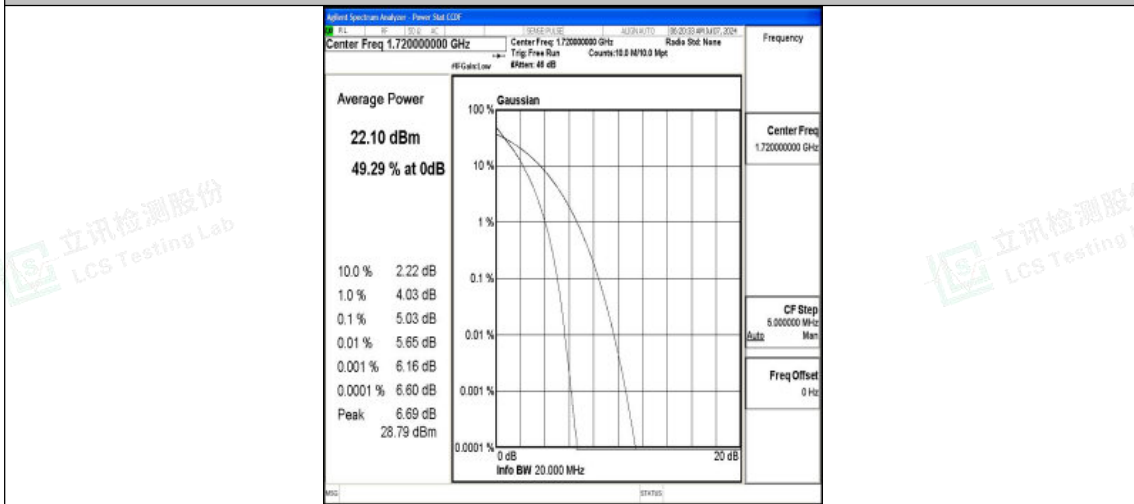 Agilent Spectrum Analyzer - Power Stat CCDF
RL RF 50 Ω AC SENSE:PULSE ALIGN AUTO
Center Freq 1.720000000 GHz
Center Freq: 1.720000000 GHz
Radio Std: None
Trig: Free Run
Counts:10.0 M/10.0 Mpt
#IFGain:Low
#Atten: 46 dB
Frequency
Average Power
22.10 dBm
49.29 % at 0dB
10.0 % 2.22 dB
1.0 % 4.03 dB
0.1 % 5.03 dB
0.01 % 5.65 dB
0.001 % 6.16 dB
0.0001 % 6.60 dB
Peak 6.69 dB
28.79 dBm
Gaussian
100 %
10 %
1 %
0.1 %
0.01 %
0.001 %
0.0001 %
0 dB
20 dB
Info BW 20.000 MHz
Center Freq
1.720000000 GHz
CF Step
5.000000 MHz
Auto Man
Freq Offset
0 Hz
MSG
STATUS
立讯检测股份
LCS Testing Lab
立讯检测股份
LCS Testing